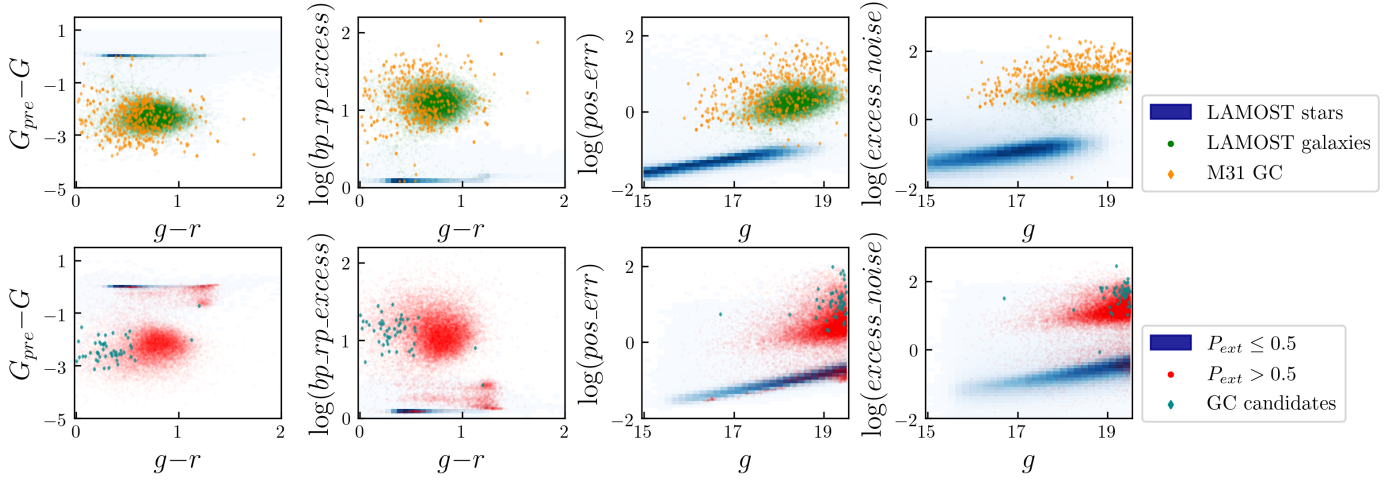 1
−1
−3
−5
0
1
2
G_pre−G
g−r
2
1
0
0
1
2
log(bp_rp_excess)
g−r
2
0
−2
15
17
19
log(pos_err)
g
2
0
−2
15
17
19
log(excess_noise)
g
LAMOST stars
LAMOST galaxies
M31 GC
1
−1
−3
−5
0
1
2
G_pre−G
g−r
2
1
0
0
1
2
log(bp_rp_excess)
g−r
2
0
−2
15
17
19
log(pos_err)
g
2
0
−2
15
17
19
log(excess_noise)
g
P_ext ≤ 0.5
P_ext > 0.5
GC candidates